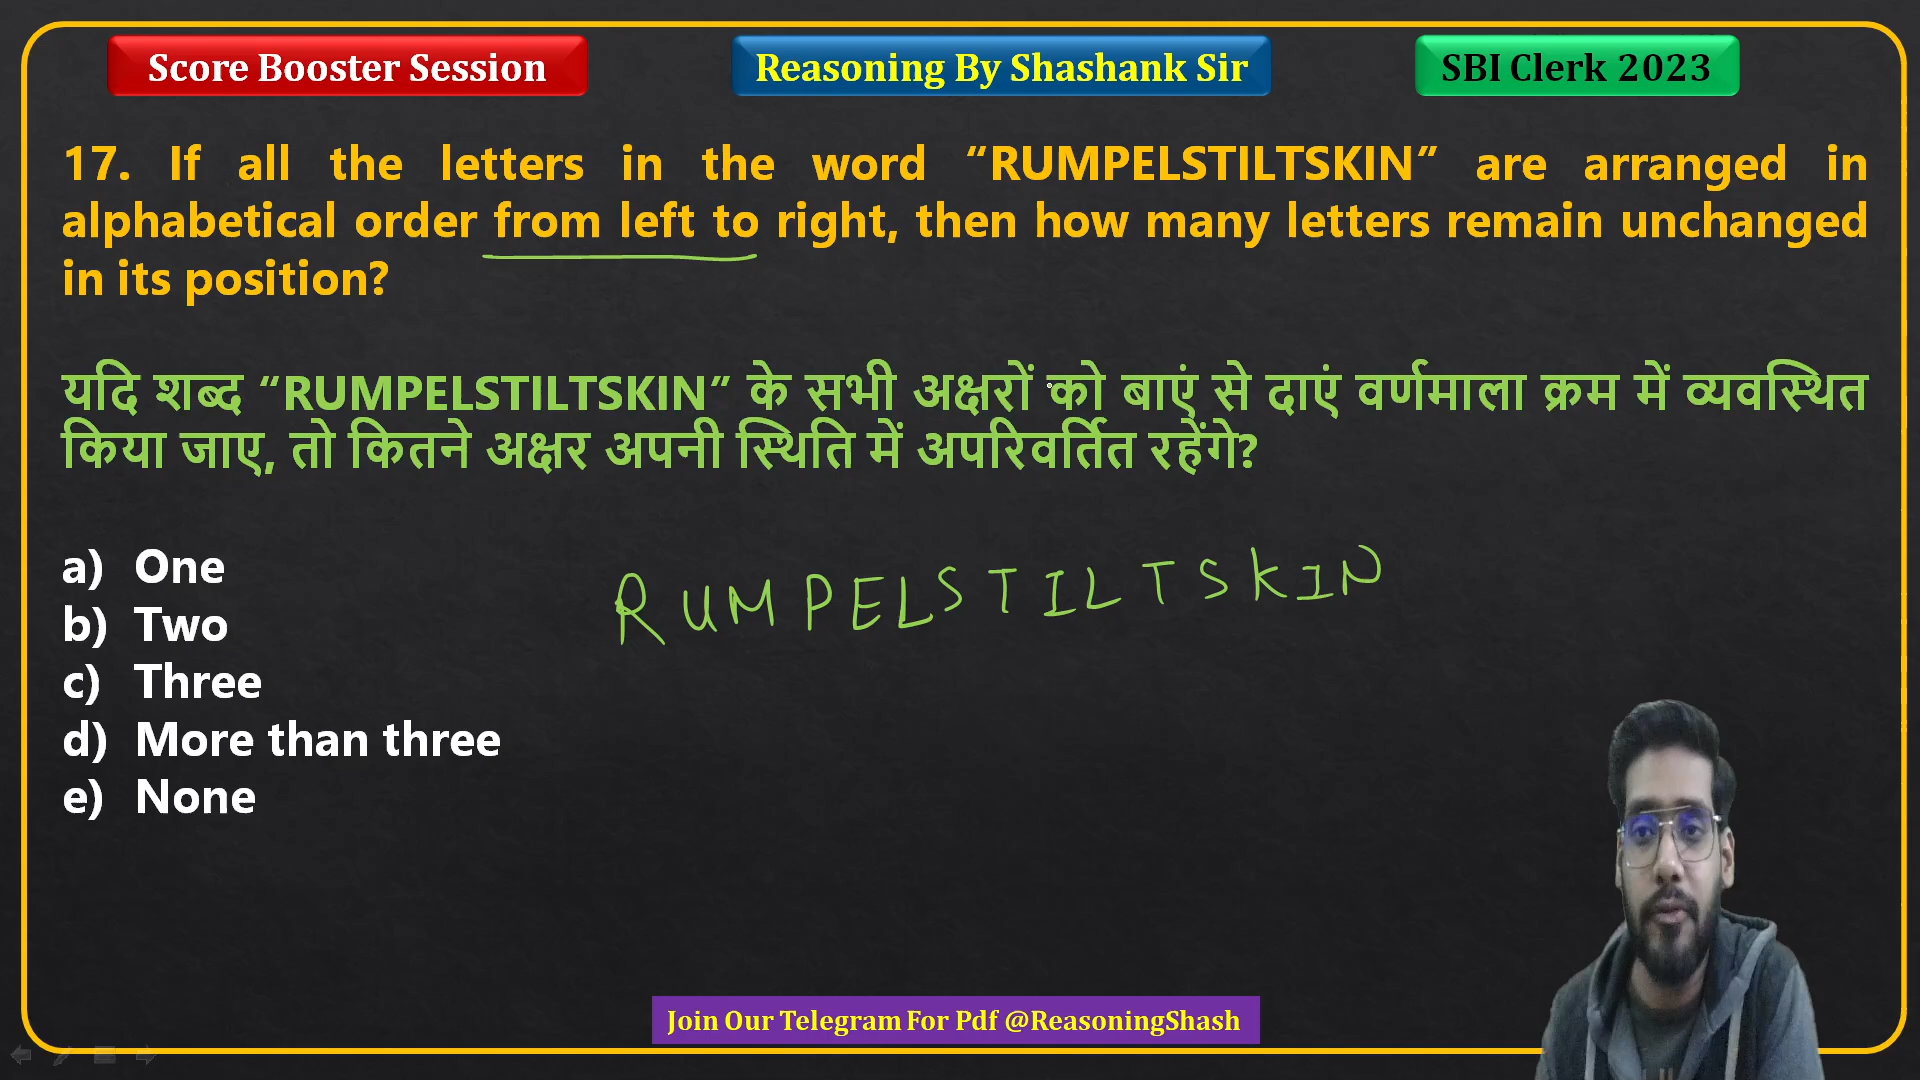 Score Booster Session
Reasoning By Shashank Sir
SBI Clerk 2023
17. If all the letters in the word “RUMPELSTILTSKIN” are arranged in
alphabetical order from left to right, then how many letters remain unchanged
in its position?
यदि शब्द “RUMPELSTILTSKIN” के सभी अक्षरों को बाएं से दाएं वर्णमाला क्रम में व्यवस्थित
किया जाए, तो कितने अक्षर अपनी स्थिति में अपरिवर्तित रहेंगे?
a) One
b) Two
c) Three
d) More than three
e) None
RUMPELSTILTSKIN
Join Our Telegram For Pdf @ReasoningShash